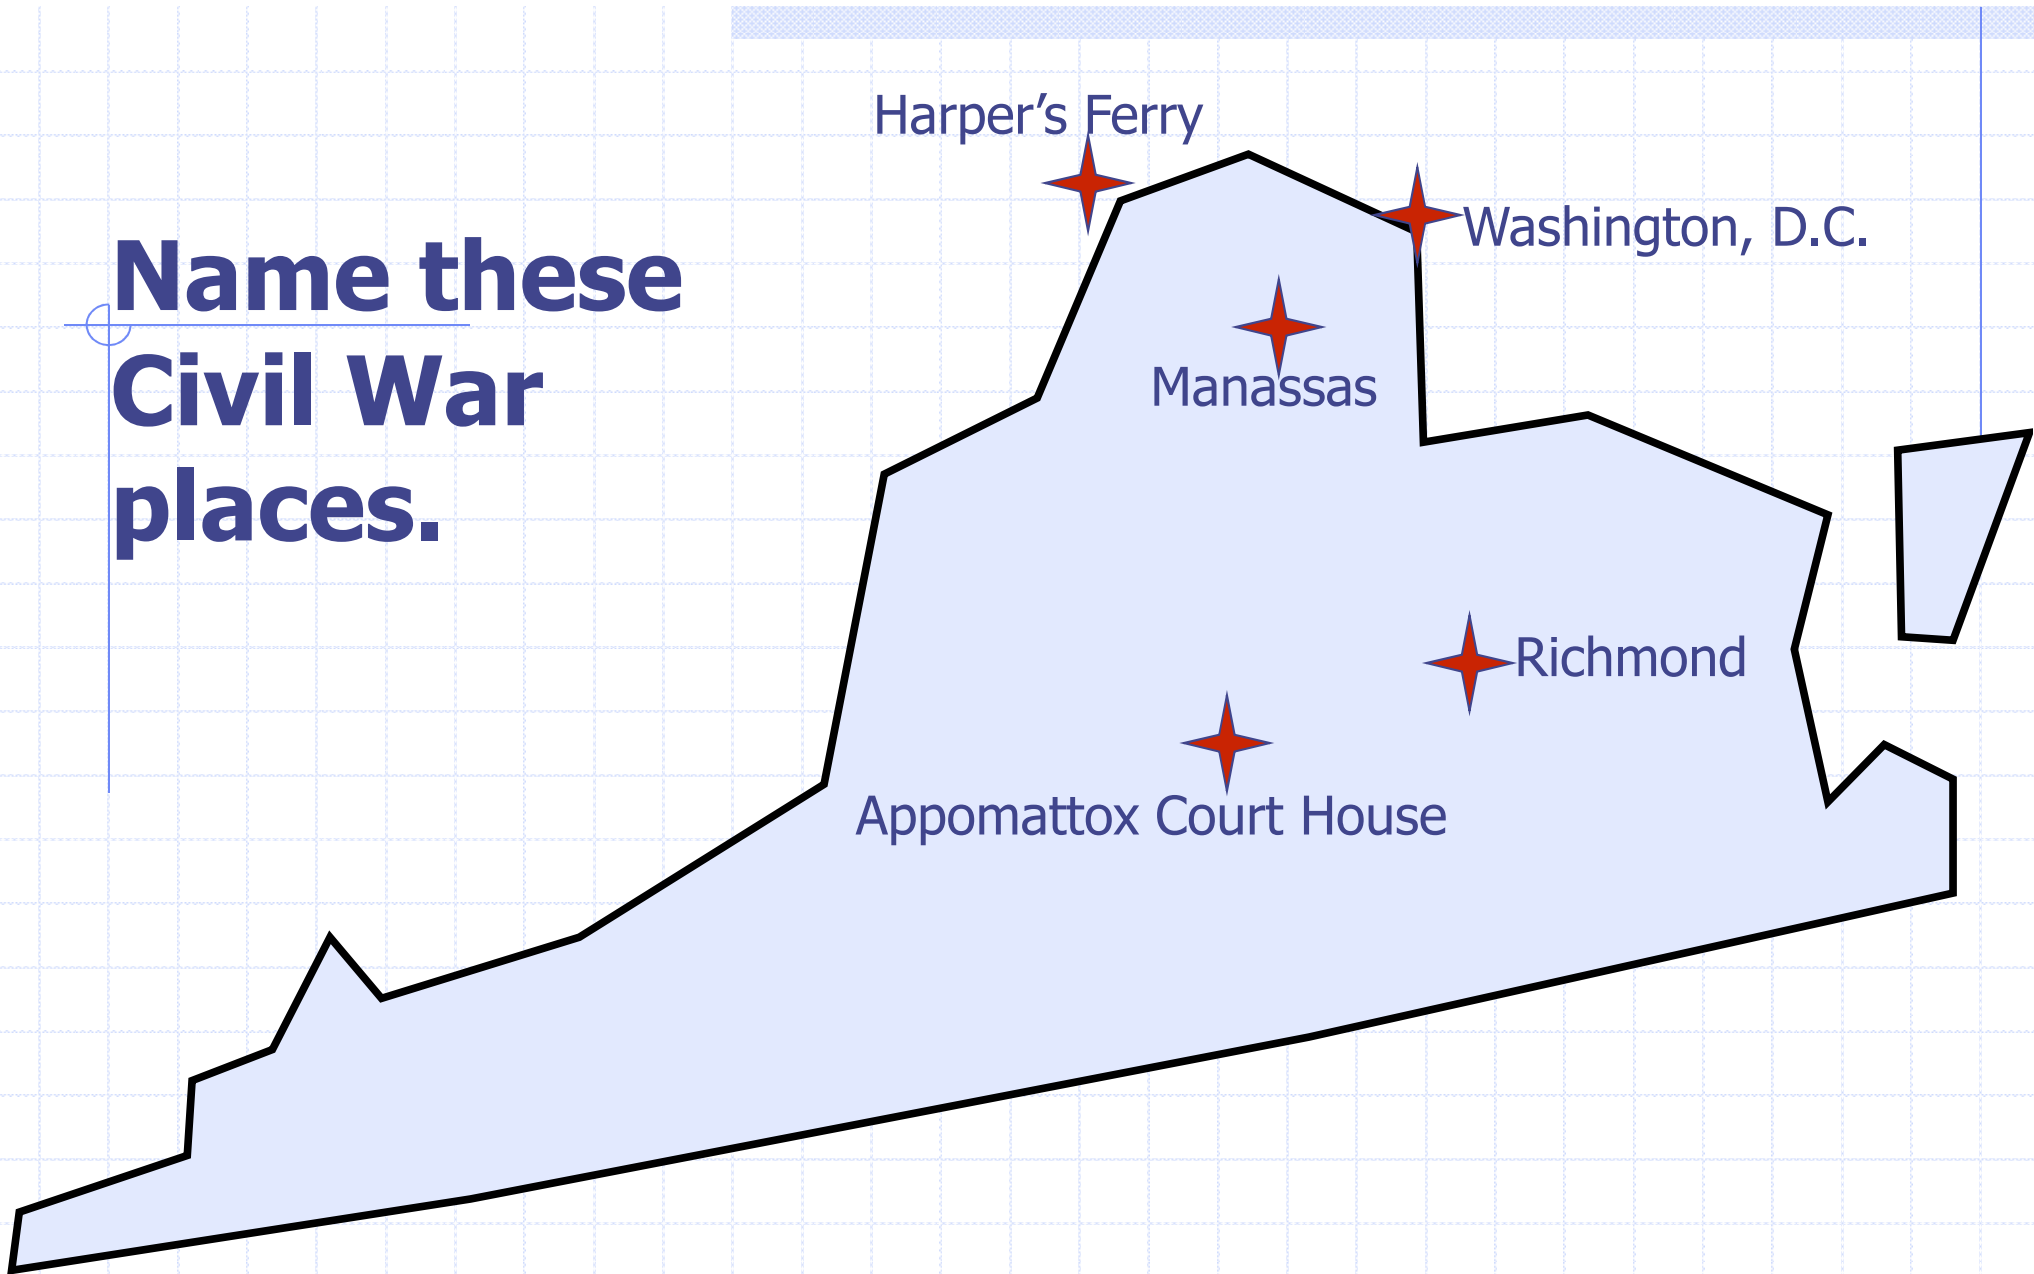 Harper’s Ferry
Washington, D.C.
Name these
Civil War
places.
Manassas
Richmond
Appomattox Court House